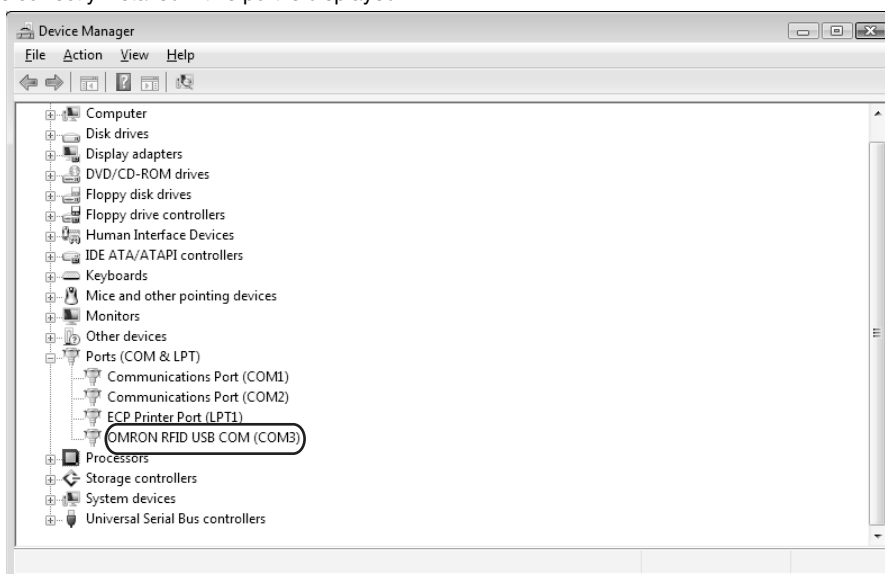 Device Manager
File Action View Help
Computer
Disk drives
Display adapters
DVD/CD-ROM drives
Floppy disk drives
Floppy drive controllers
Human Interface Devices
IDE ATA/ATAPI controllers
Keyboards
Mice and other pointing devices
Monitors
Other devices
Ports (COM & LPT)
Communications Port (COM1)
Communications Port (COM2)
ECP Printer Port (LPT1)
OMRON RFID USB COM (COM3)
Processors
Storage controllers
System devices
Universal Serial Bus controllers